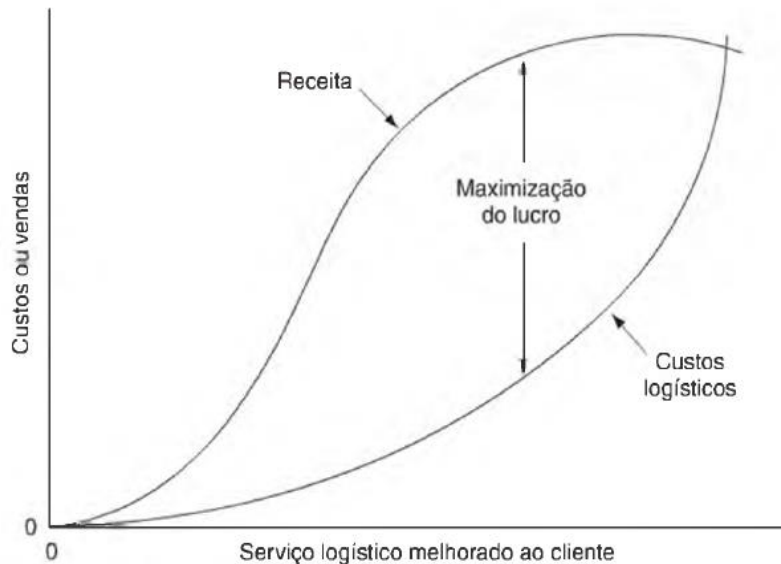 Receita
Custos ou vendas
Maximização
do lucro
Custos
logísticos
0
0
Serviço logístico melhorado ao cliente